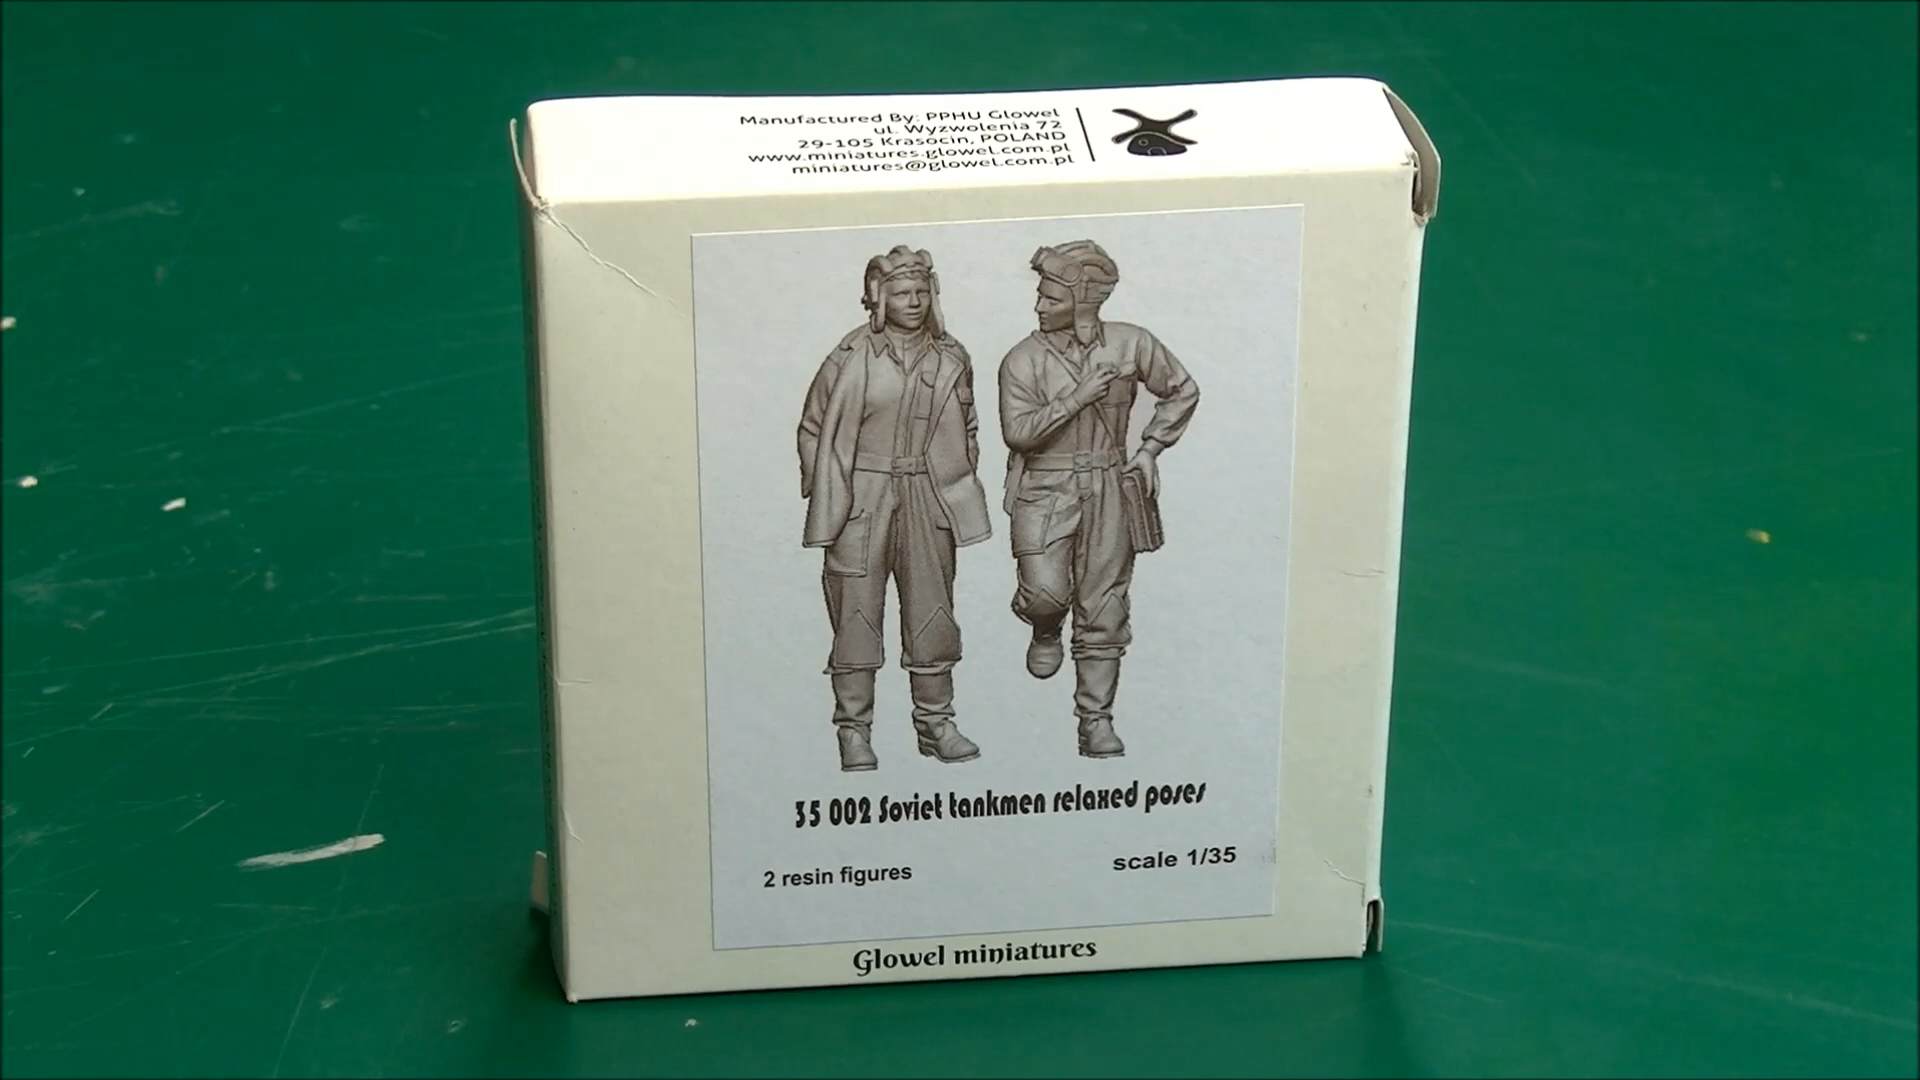 Manufactured By: PPHU Glowel
ul. Wyzwolenia 72
29-105 Krasocin, POLAND
www.miniatures.glowel.com.pl
miniatures@glowel.com.pl
35 002 Soviet tankmen relaxed poses
2 resin figures
scale 1/35
Glowel miniatures